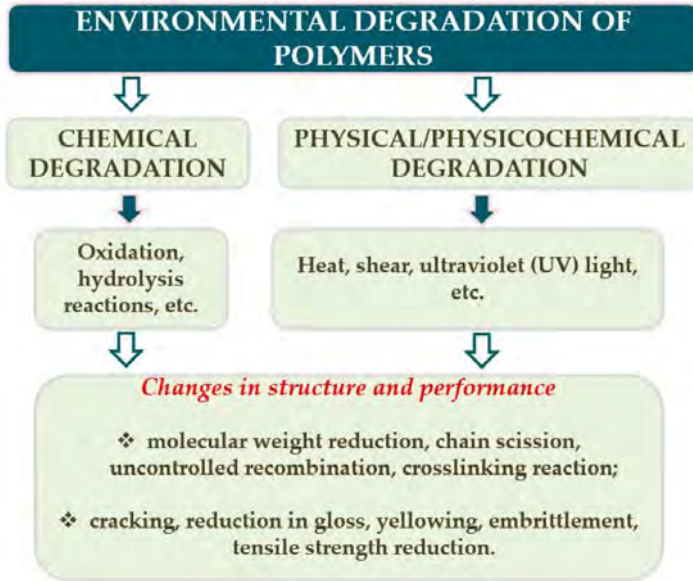 ENVIRONMENTAL DEGRADATION OF
POLYMERS
CHEMICAL
DEGRADATION
PHYSICAL/PHYSICOCHEMICAL
DEGRADATION
Oxidation,
hydrolysis
reactions, etc.
Heat, shear, ultraviolet (UV) light,
etc.
Changes in structure and performance
❖ molecular weight reduction, chain scission,
uncontrolled recombination, crosslinking reaction;
❖ cracking, reduction in gloss, yellowing, embrittlement,
tensile strength reduction.